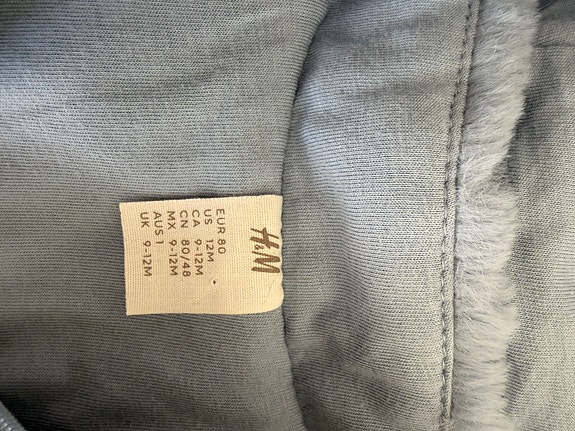 H&M
EUR 80
US 12M
CA 9-12M
CN 80/48
MX 9-12M
AUS 1
UK 9-12M